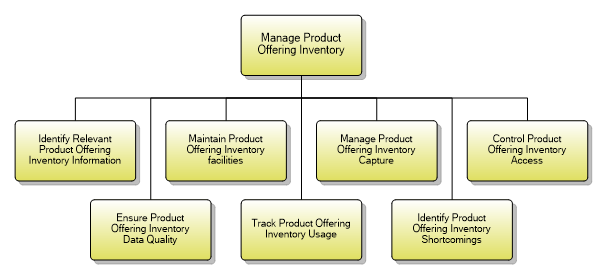 Manage Product
Offering Inventory
Identify Relevant
Product Offering
Inventory Information
Maintain Product
Offering Inventory
facilities
Manage Product
Offering Inventory
Capture
Control Product
Offering Inventory
Access
Ensure Product
Offering Inventory
Data Quality
Track Product Offering
Inventory Usage
Identify Product
Offering Inventory
Shortcomings